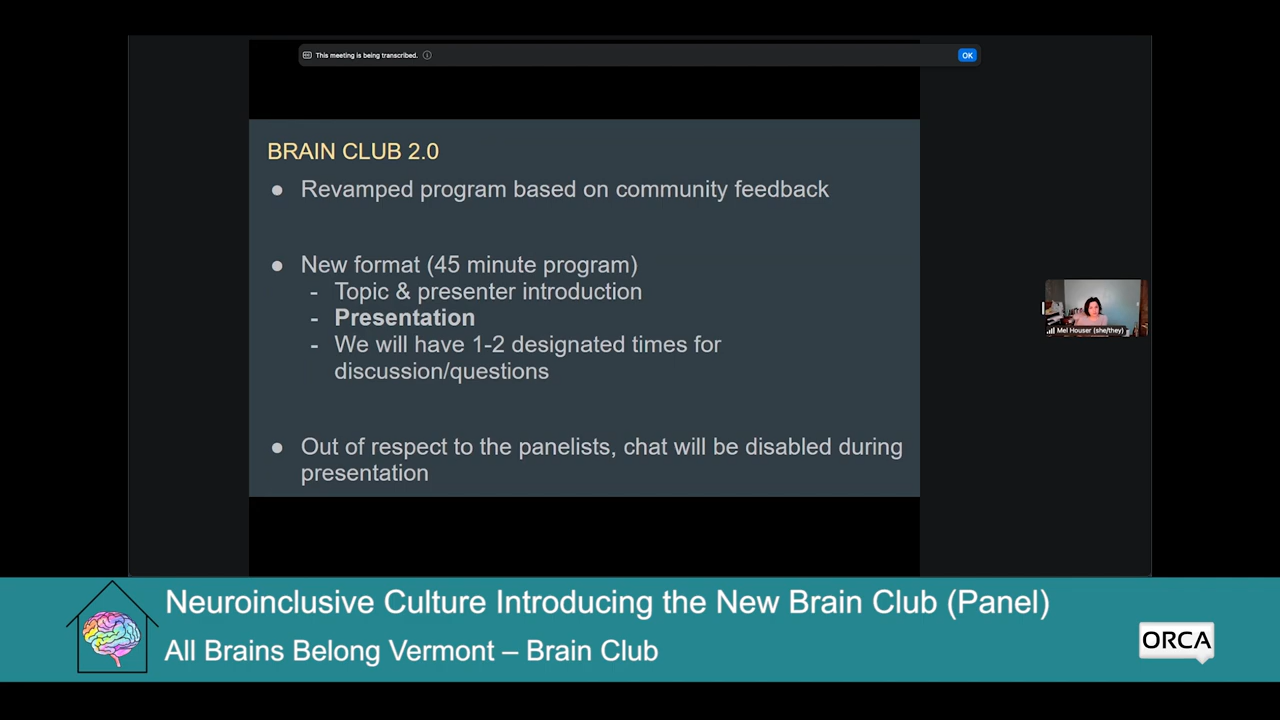 This meeting is being transcribed.
OK
BRAIN CLUB 2.0
● Revamped program based on community feedback
● New format (45 minute program)
- Topic & presenter introduction
- Presentation
- We will have 1-2 designated times for
discussion/questions
● Out of respect to the panelists, chat will be disabled during
presentation
Mel Houser (she/they)
Neuroinclusive Culture Introducing the New Brain Club (Panel)
All Brains Belong Vermont – Brain Club
ORCA